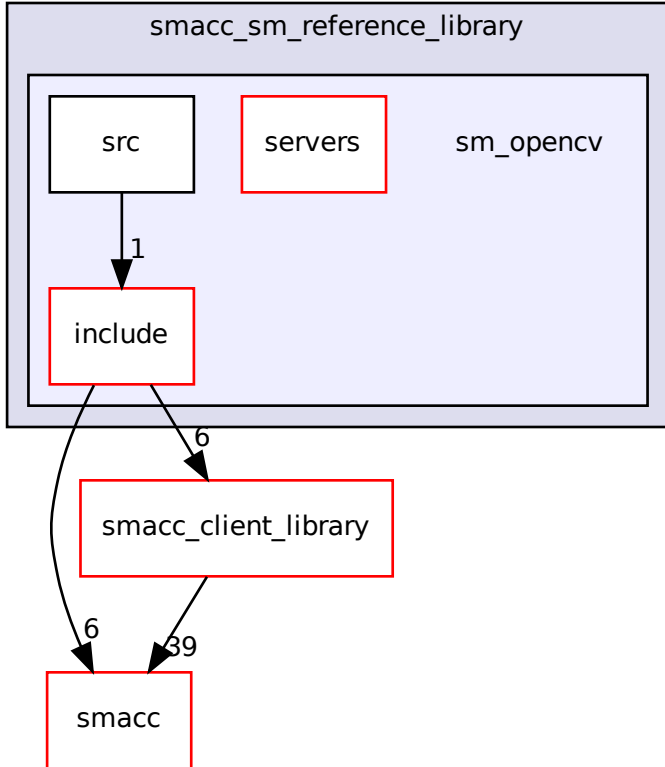 smacc_sm_reference_library
src
servers
sm_opencv
1
include
6
smacc_client_library
6
39
smacc